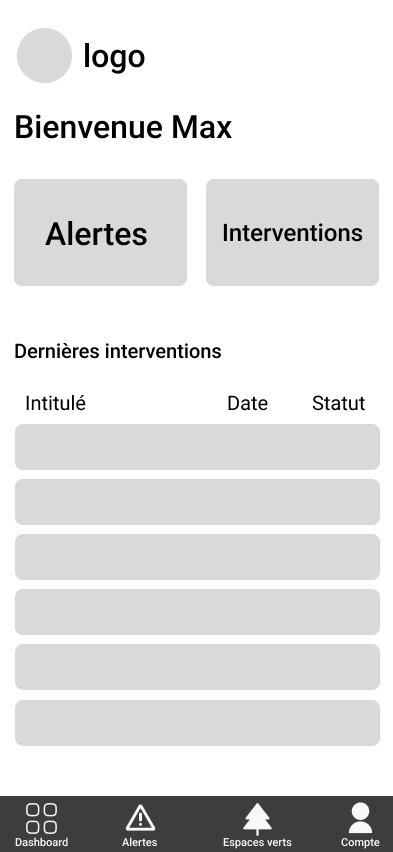 logo
Bienvenue Max
Alertes Interventions
Dernières interventions
Intitulé Date Statut
Dashboard Alertes Espaces verts Compte